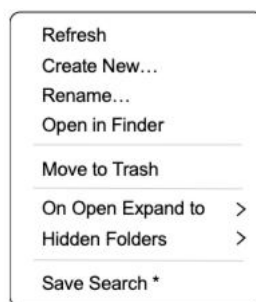 Refresh
Create New...
Rename...
Open in Finder
Move to Trash
On Open Expand to >
Hidden Folders >
Save Search *